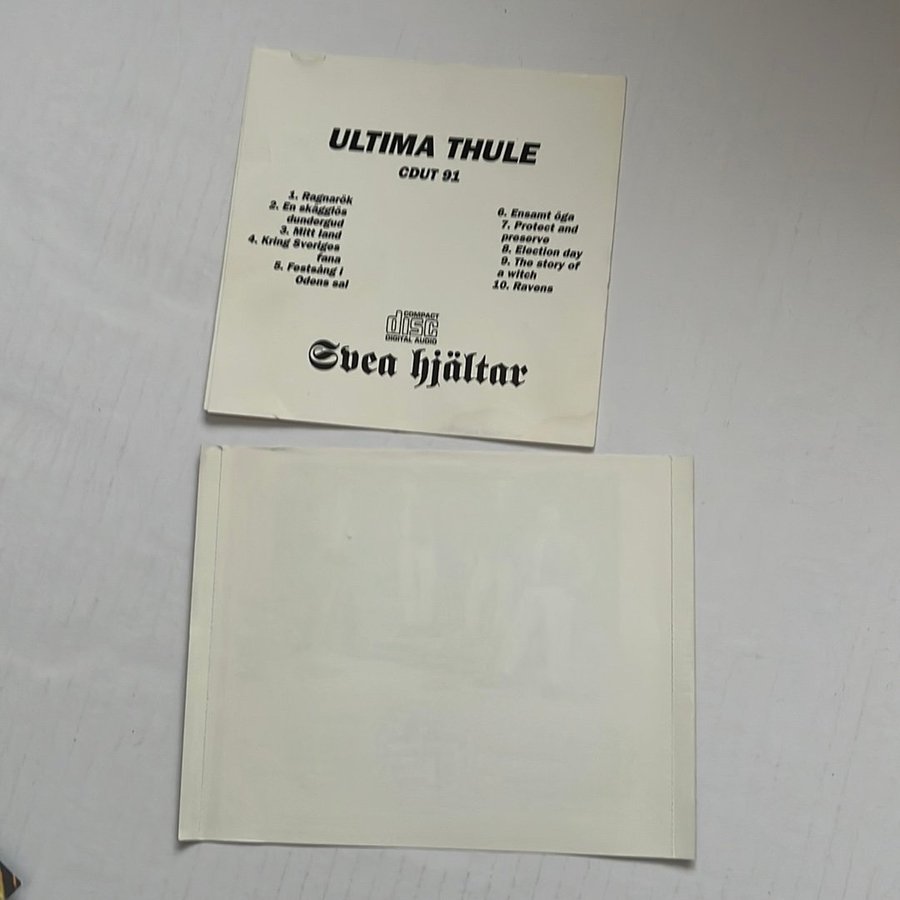 ULTIMA THULE
CDUT 91
1. Ragnarök
2. En skägglös
dundergud
3. Mitt land
4. Kring Sveriges
fana
5. Festsång i
Odens sal
6. Ensamt öga
7. Protect and
preserve
8. Election day
9. The story of
a witch
10. Ravens
COMPACT
disc
DIGITAL AUDIO
Svea hjältar